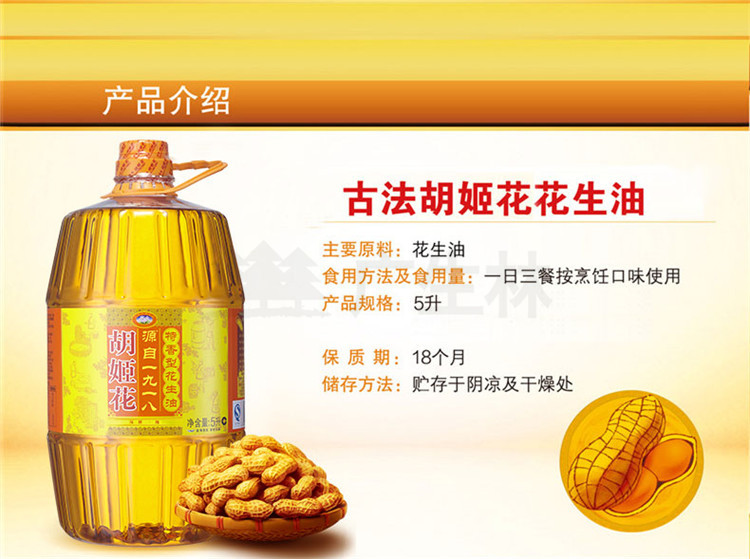 产品介绍
古法胡姬花花生油
主要原料：花生油
食用方法及食用量：一日三餐按烹饪口味使用
产品规格：5升
保质期：18个月
储存方法：贮存于阴凉及干燥处
胡姬花
源自一九一八
特香型花生油
净含量:5升
生林